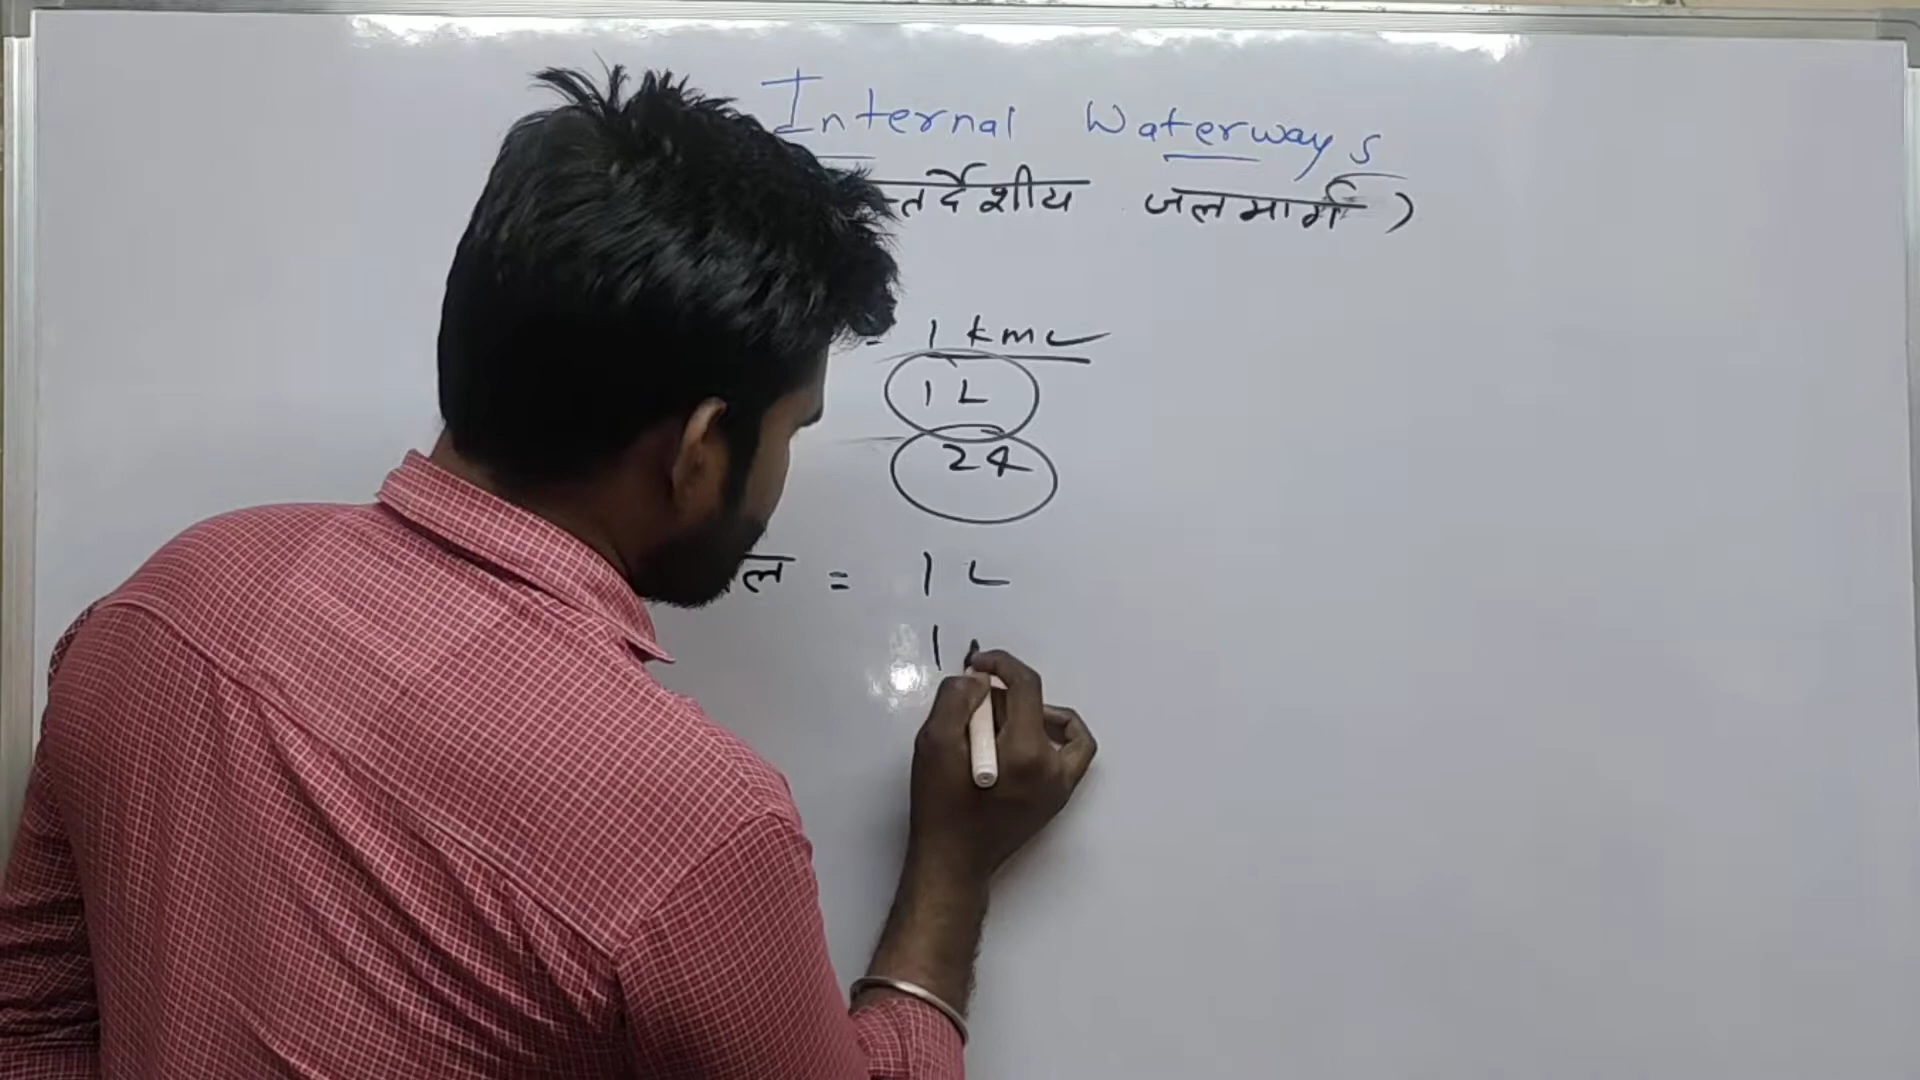 Internal Waterways
न्तर्देशीय जलमार्ग)
= 1 km
1 L
24
ल = 1 L
1